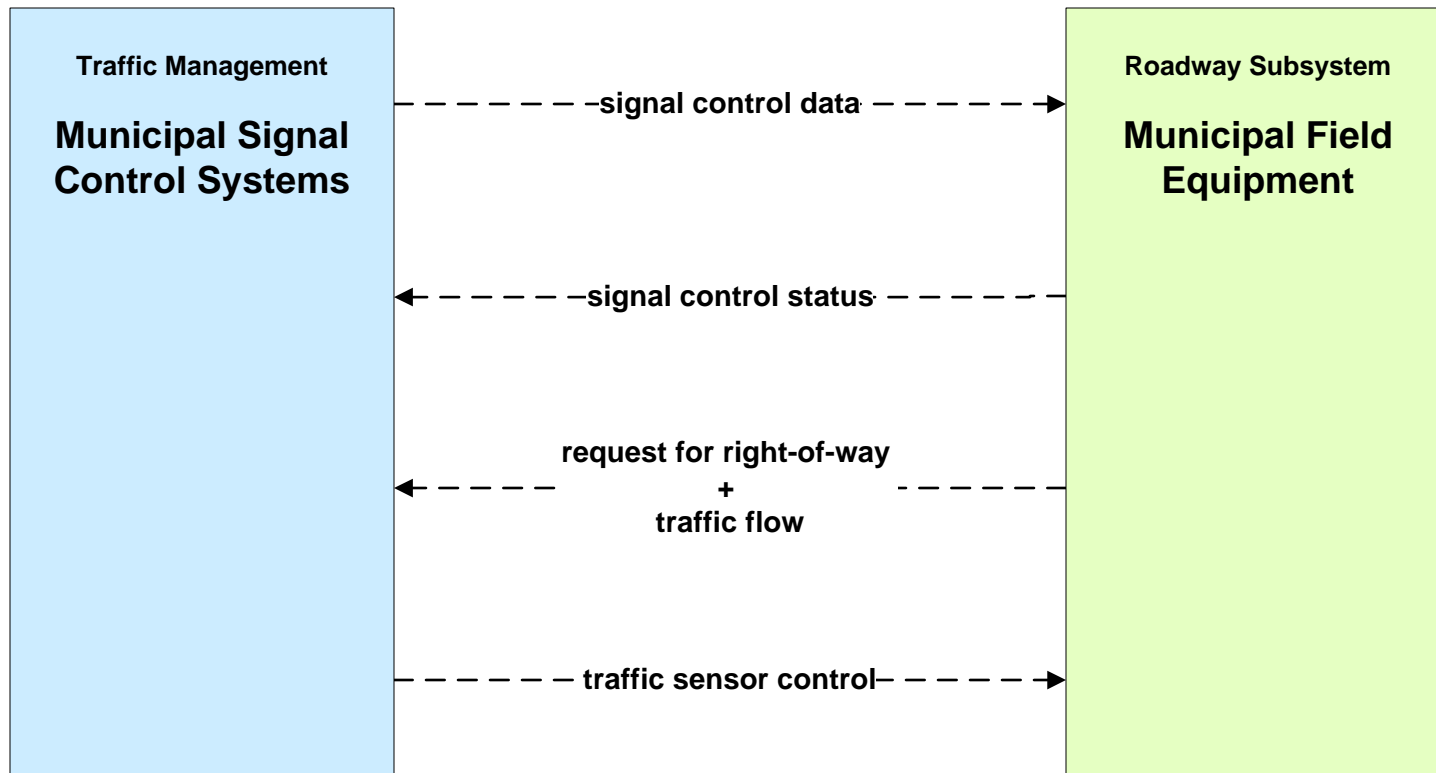 Traffic Management
Municipal Signal
Control Systems
signal control data
signal control status
request for right-of-way
+
traffic flow
traffic sensor control
Roadway Subsystem
Municipal Field
Equipment